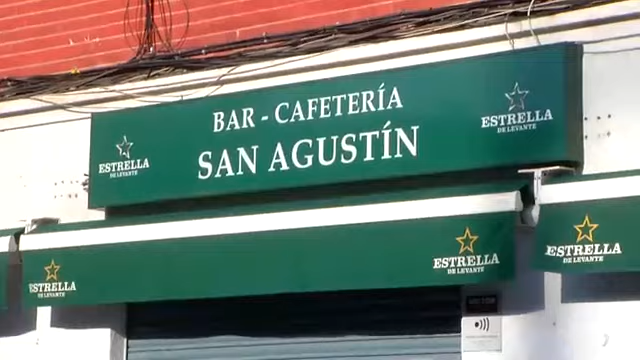 BAR - CAFETERÍA
SAN AGUSTÍN
ESTRELLA
DE LEVANTE
ESTRELLA
DE LEVANTE
ESTRELLA
DE LEVANTE
ESTRELLA
DE LEVANTE
ESTRELLA
DE LEVANTE